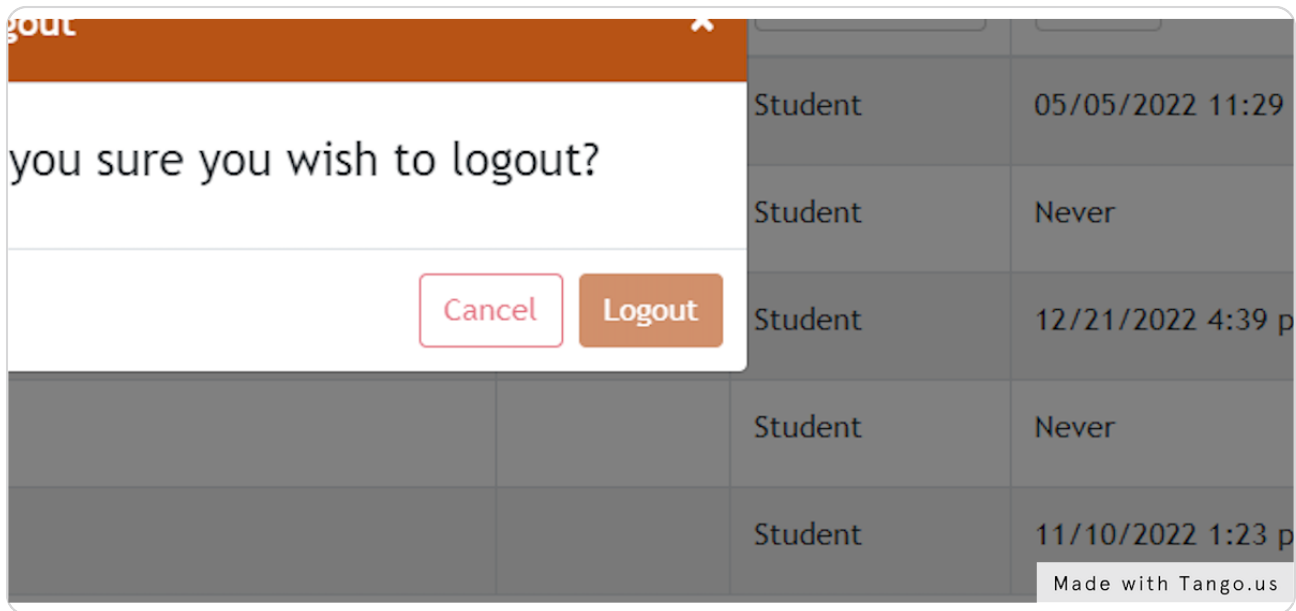 you sure you wish to logout?
Cancel Logout
Student 05/05/2022 11:29
Student Never
Student 12/21/2022 4:39
Student Never
Student 11/10/2022 1:23
Made with Tango.us